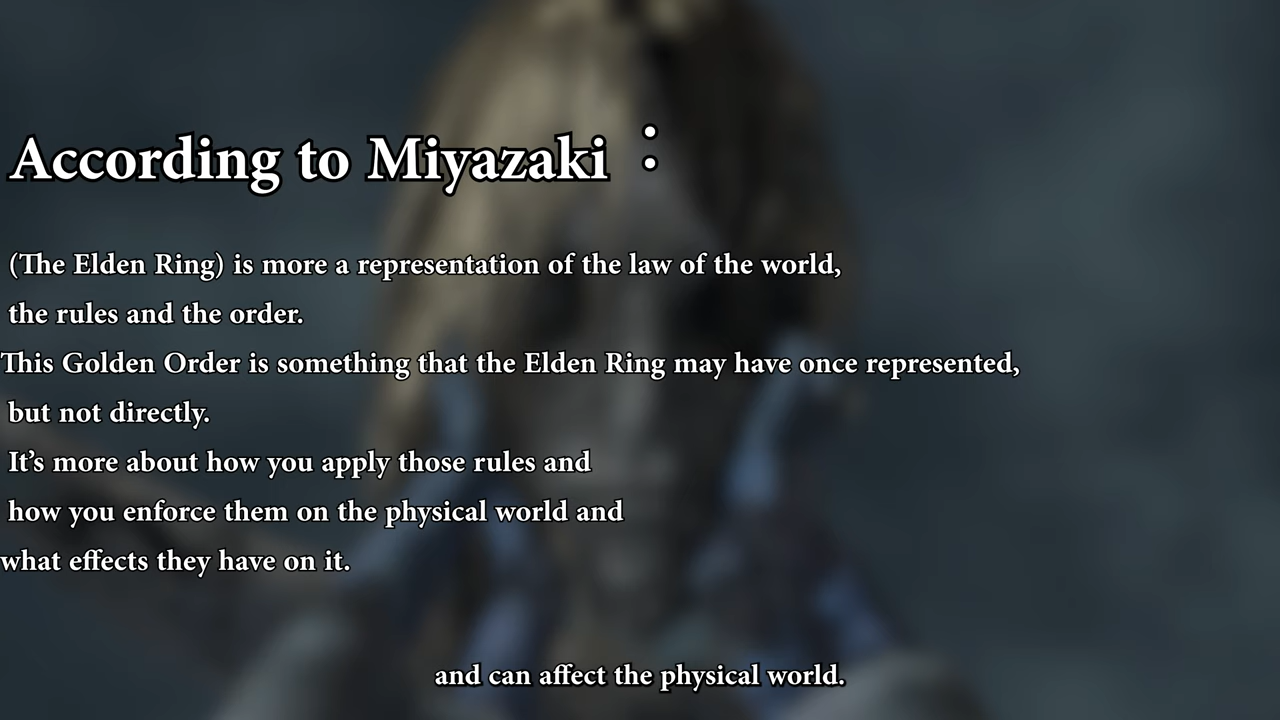 According to Miyazaki :
(The Elden Ring) is more a representation of the law of the world,
the rules and the order.
This Golden Order is something that the Elden Ring may have once represented,
but not directly.
It’s more about how you apply those rules and
how you enforce them on the physical world and
what effects they have on it.
and can affect the physical world.